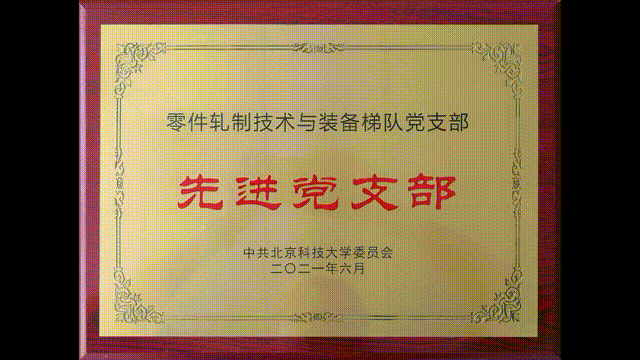 零件轧制技术与装备梯队党支部
先进党支部
中共北京科技大学委员会
二〇二一年六月